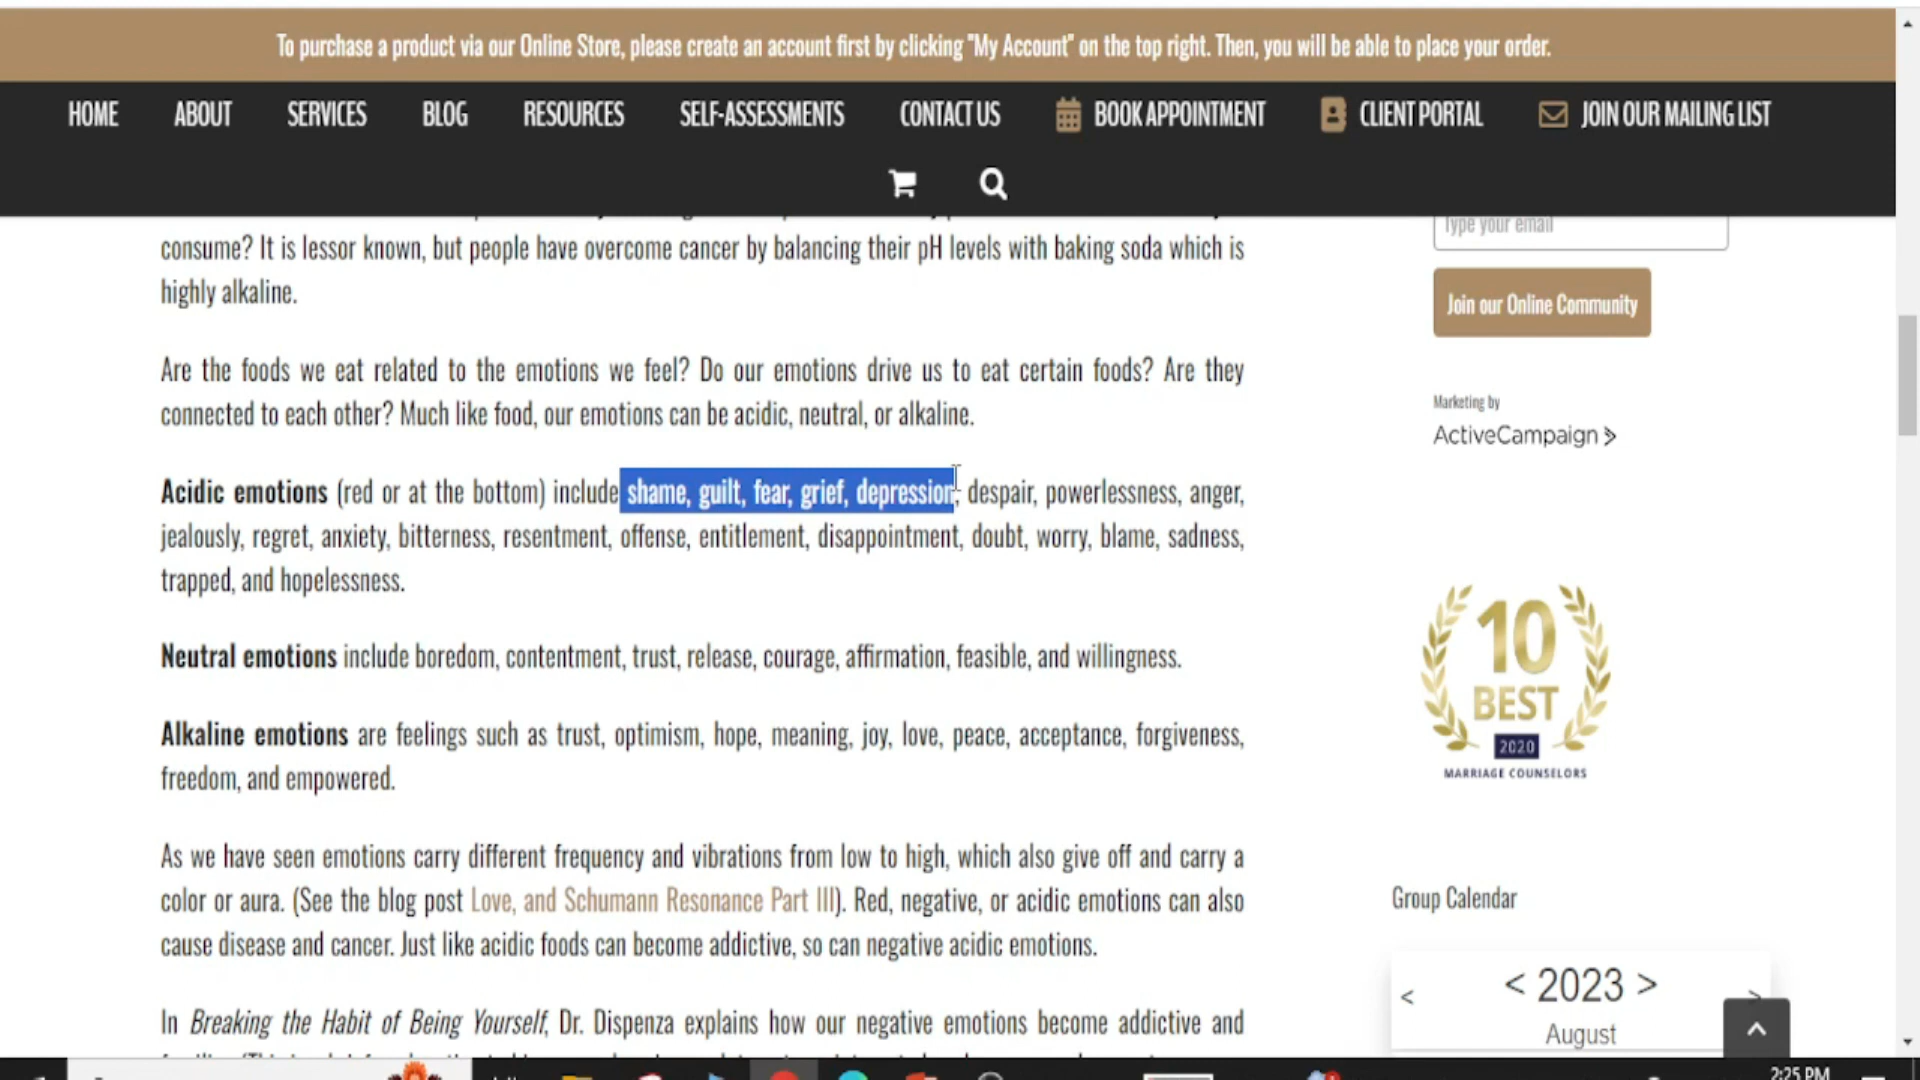 To purchase a product via our Online Store, please create an account first by clicking "My Account" on the top right. Then, you will be able to place your order.
HOME ABOUT SERVICES BLOG RESOURCES SELF-ASSESSMENTS CONTACT US BOOK APPOINTMENT CLIENT PORTAL JOIN OUR MAILING LIST
consume? It is lessor known, but people have overcome cancer by balancing their pH levels with baking soda which is
highly alkaline.
Are the foods we eat related to the emotions we feel? Do our emotions drive us to eat certain foods? Are they
connected to each other? Much like food, our emotions can be acidic, neutral, or alkaline.
Acidic emotions (red or at the bottom) include shame, guilt, fear, grief, depression, despair, powerlessness, anger,
jealously, regret, anxiety, bitterness, resentment, offense, entitlement, disappointment, doubt, worry, blame, sadness,
trapped, and hopelessness.
Neutral emotions include boredom, contentment, trust, release, courage, affirmation, feasible, and willingness.
Alkaline emotions are feelings such as trust, optimism, hope, meaning, joy, love, peace, acceptance, forgiveness,
freedom, and empowered.
As we have seen emotions carry different frequency and vibrations from low to high, which also give off and carry a
color or aura. (See the blog post Love, and Schumann Resonance Part III). Red, negative, or acidic emotions can also
cause disease and cancer. Just like acidic foods can become addictive, so can negative acidic emotions.
In Breaking the Habit of Being Yourself, Dr. Dispenza explains how our negative emotions become addictive and
Type your email
Join our Online Community
Marketing by
ActiveCampaign >
10
BEST
2020
MARRIAGE COUNSELORS
Group Calendar
< < 2023 > >
August
2:25 PM